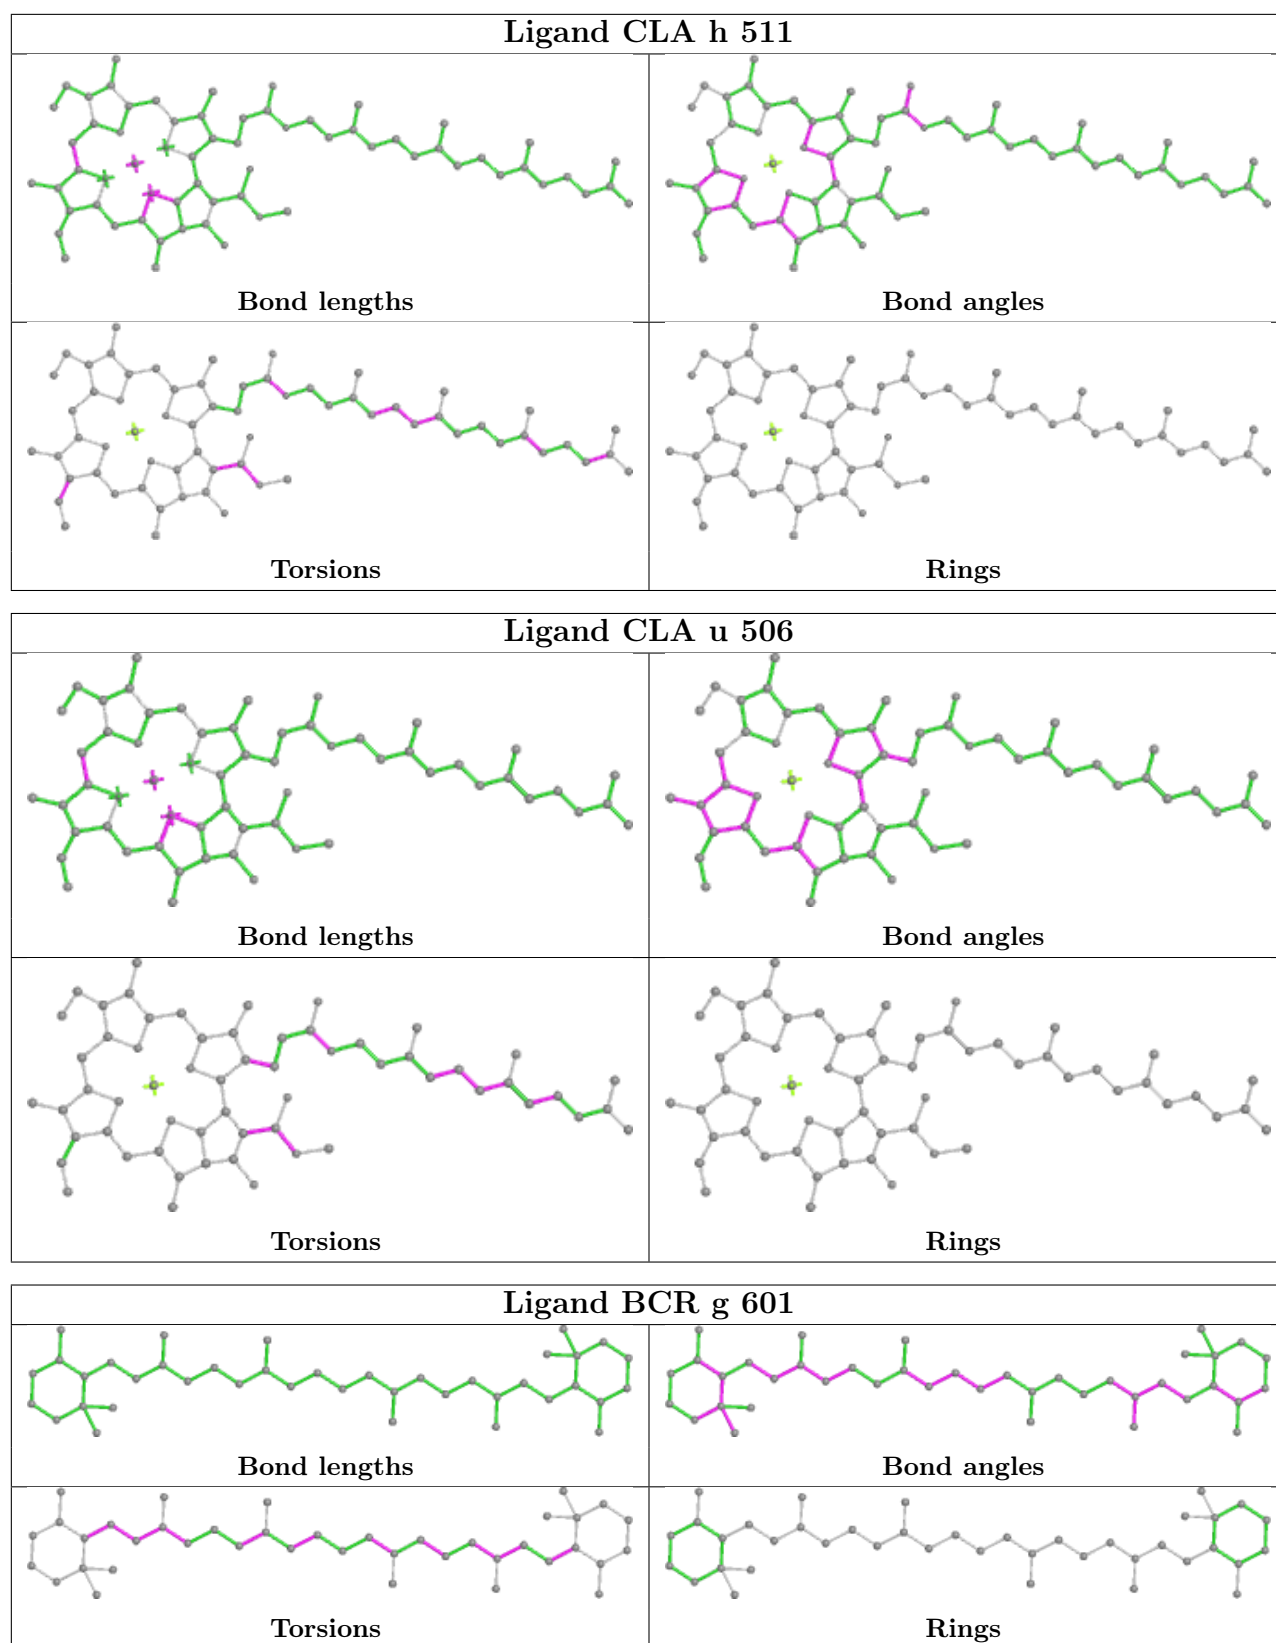 Ligand CLA h 511
Bond lengths
Bond angles
Torsions
Rings
Ligand CLA u 506
Bond lengths
Bond angles
Torsions
Rings
Ligand BCR g 601
Bond lengths
Bond angles
Torsions
Rings